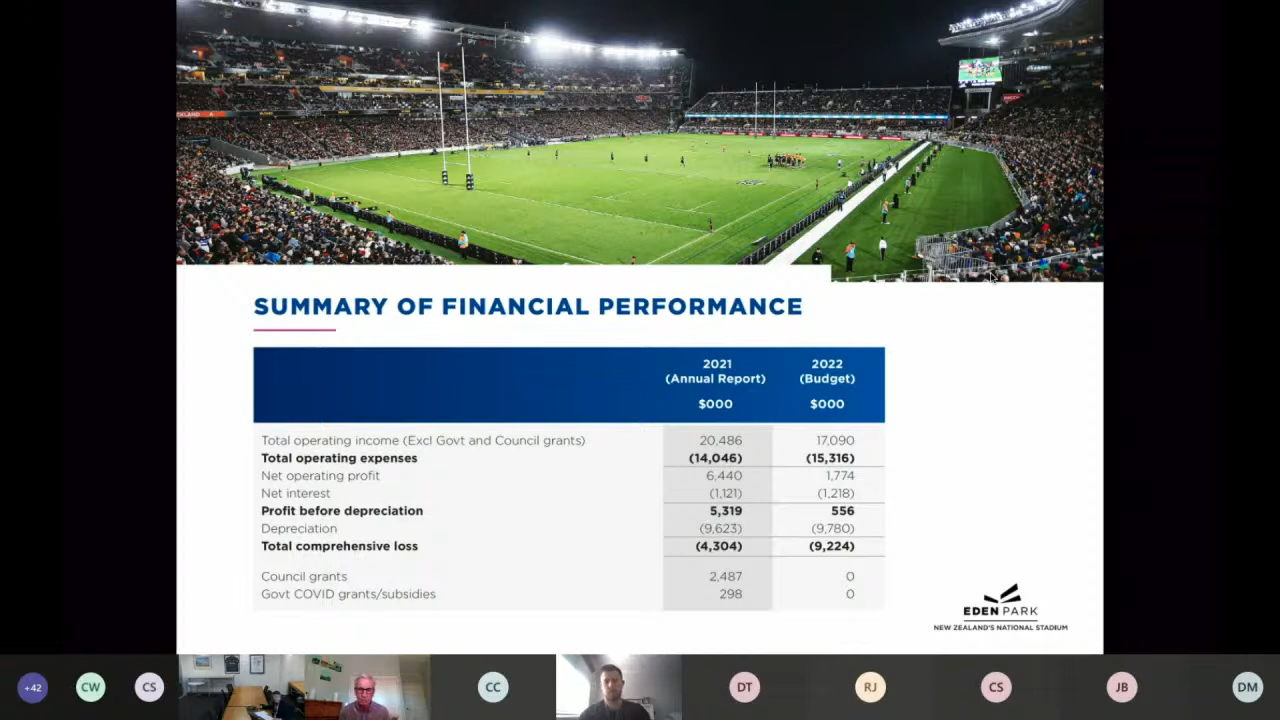 SUMMARY OF FINANCIAL PERFORMANCE
2021 2022
(Annual Report) (Budget)
$000 $000
Total operating income (Excl Govt and Council grants) 20,486 17,090
Total operating expenses (14,046) (15,316)
Net operating profit 6,440 1,774
Net interest (1,121) (1,218)
Profit before depreciation 5,319 556
Depreciation (9,623) (9,780)
Total comprehensive loss (4,304) (9,224)
Council grants 2,487 0
Govt COVID grants/subsidies 298 0
EDEN PARK
NEW ZEALAND'S NATIONAL STADIUM
+42 CW CS CC DT RJ CS JB DM